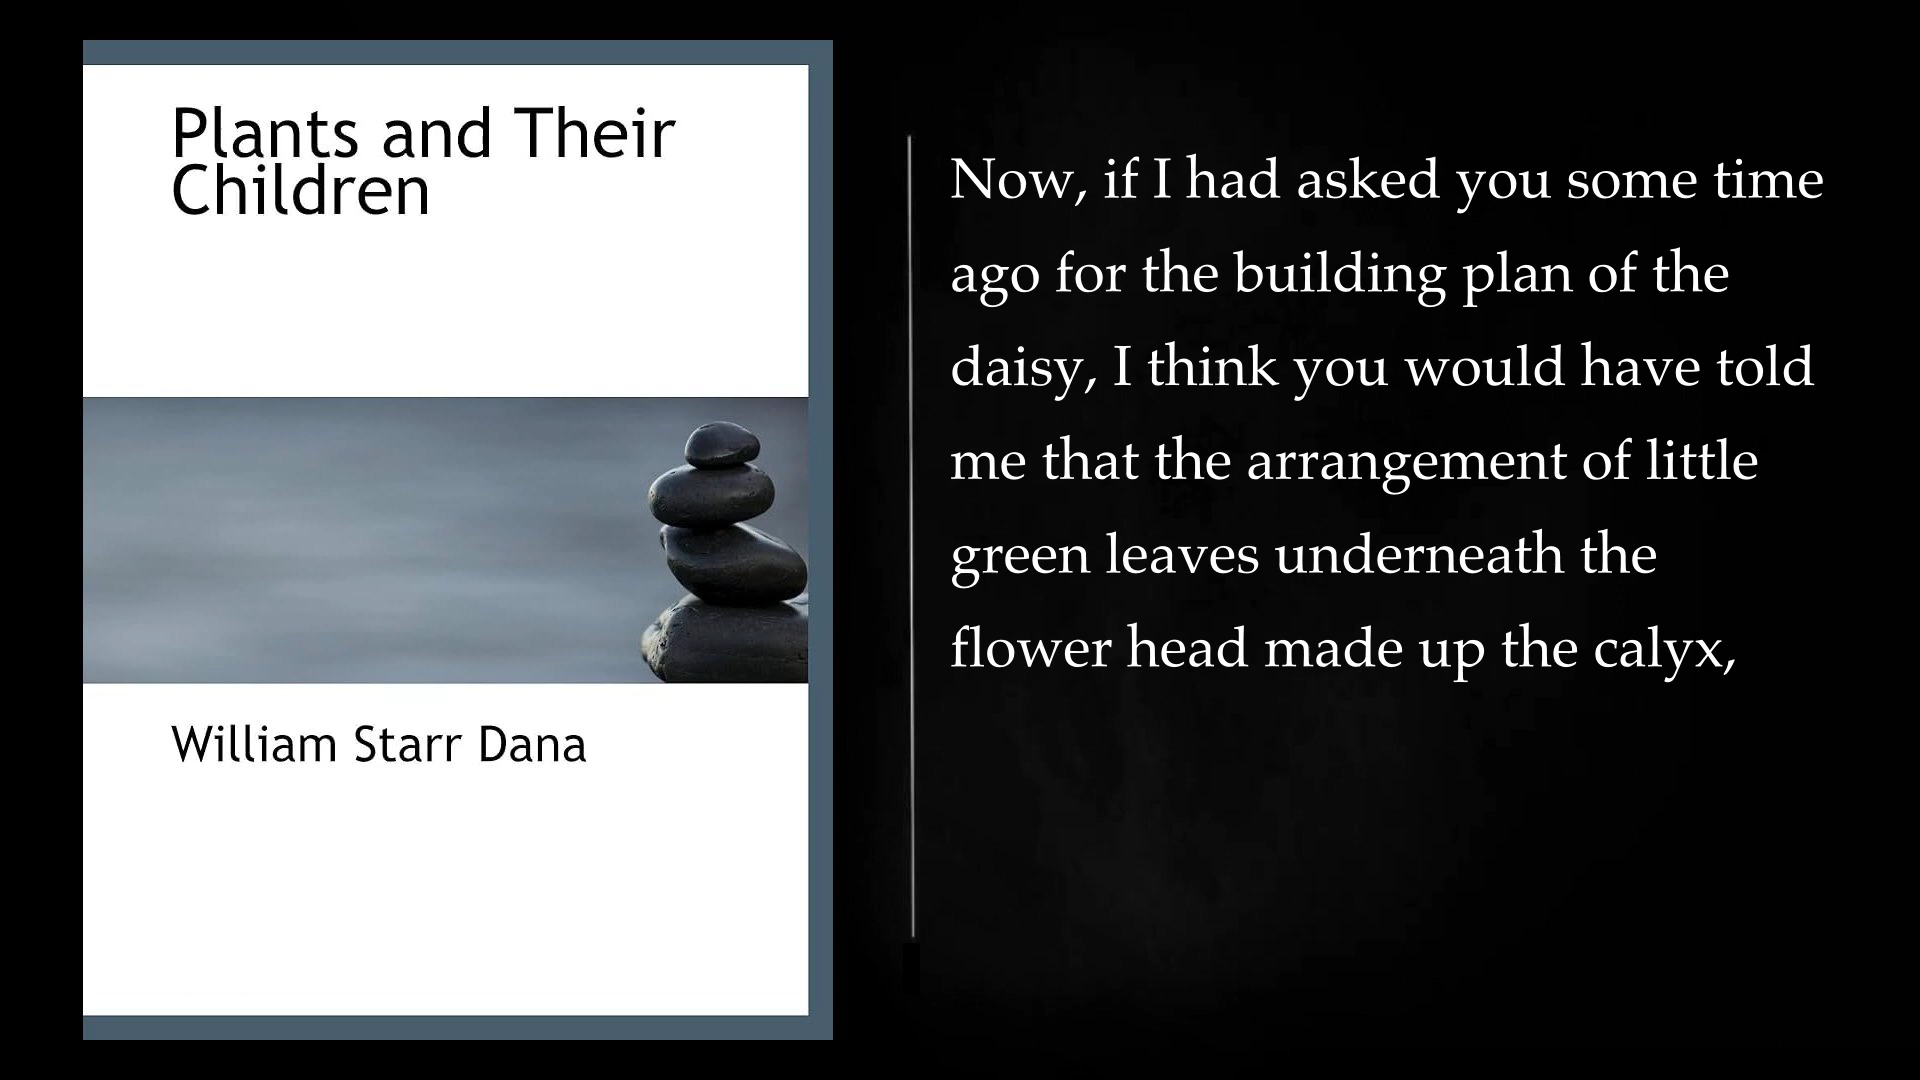 Plants and Their
Children
William Starr Dana
Now, if I had asked you some time
ago for the building plan of the
daisy, I think you would have told
me that the arrangement of little
green leaves underneath the
flower head made up the calyx,